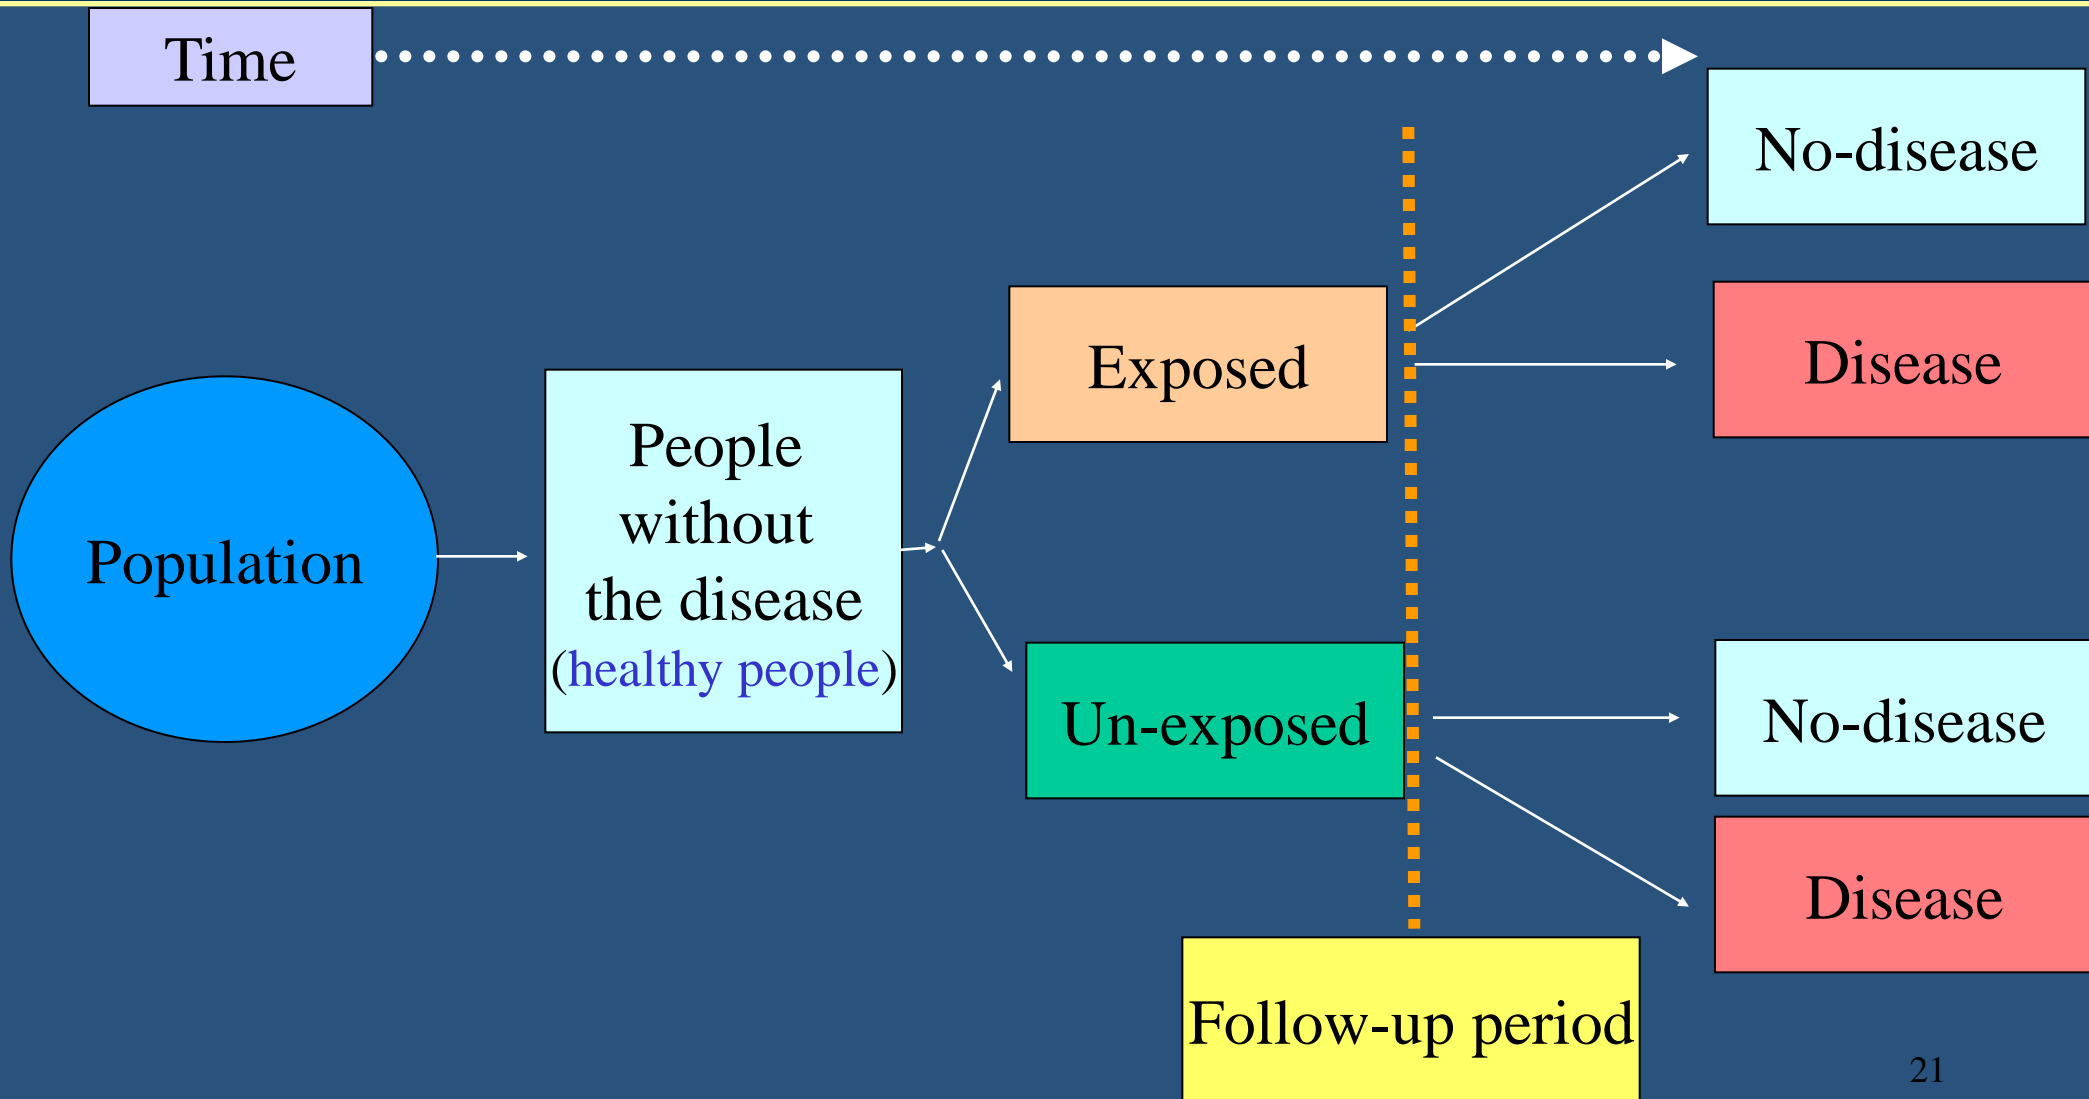 Time
No-disease
Exposed
Disease
People
without
the disease
(healthy people)
Population
Un-exposed
No-disease
Disease
Follow-up period
21